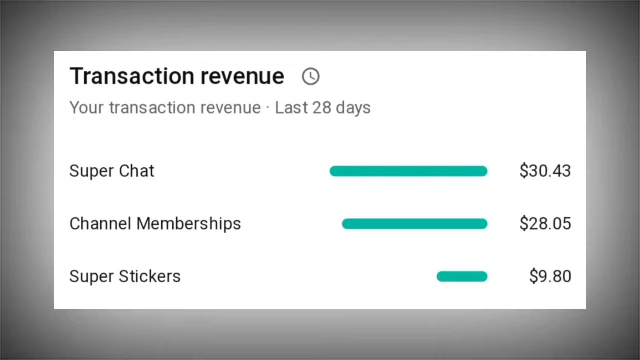 Transaction revenue
Your transaction revenue · Last 28 days
Super Chat $30.43
Channel Memberships $28.05
Super Stickers $9.80